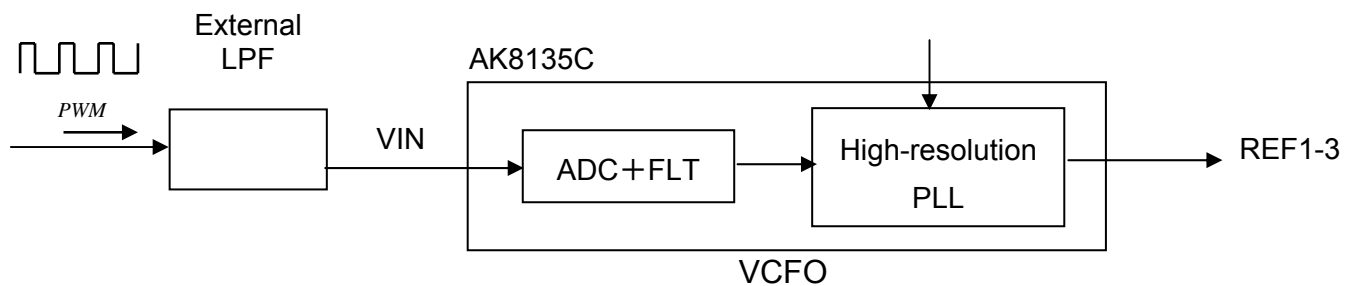 External
LPF
AK8135C
PWM
VIN
ADC+FLT
High-resolution
PLL
REF1-3
VCFO